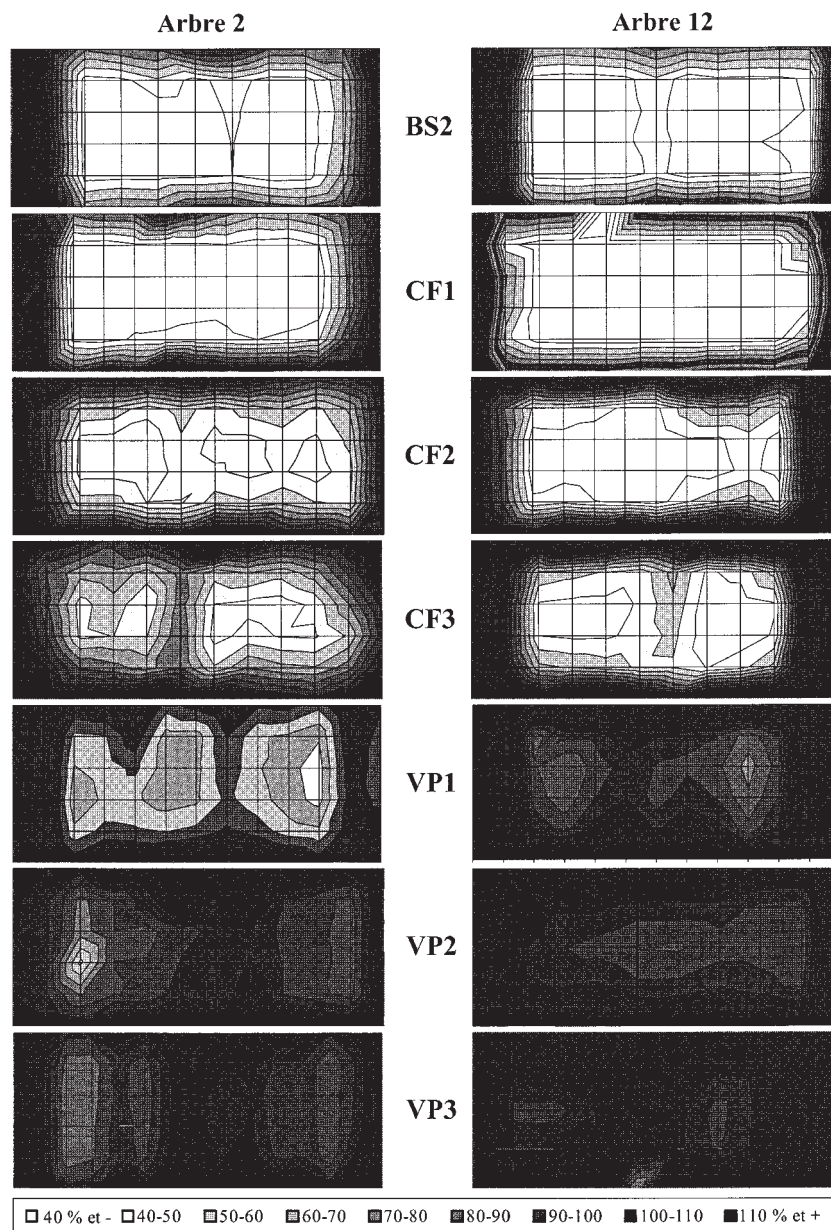 Arbre 2
Arbre 12
BS2
CF1
CF2
CF3
VP1
VP2
VP3
40 % et - 40-50 50-60 60-70 70-80 80-90 90-100 100-110 110 % et +